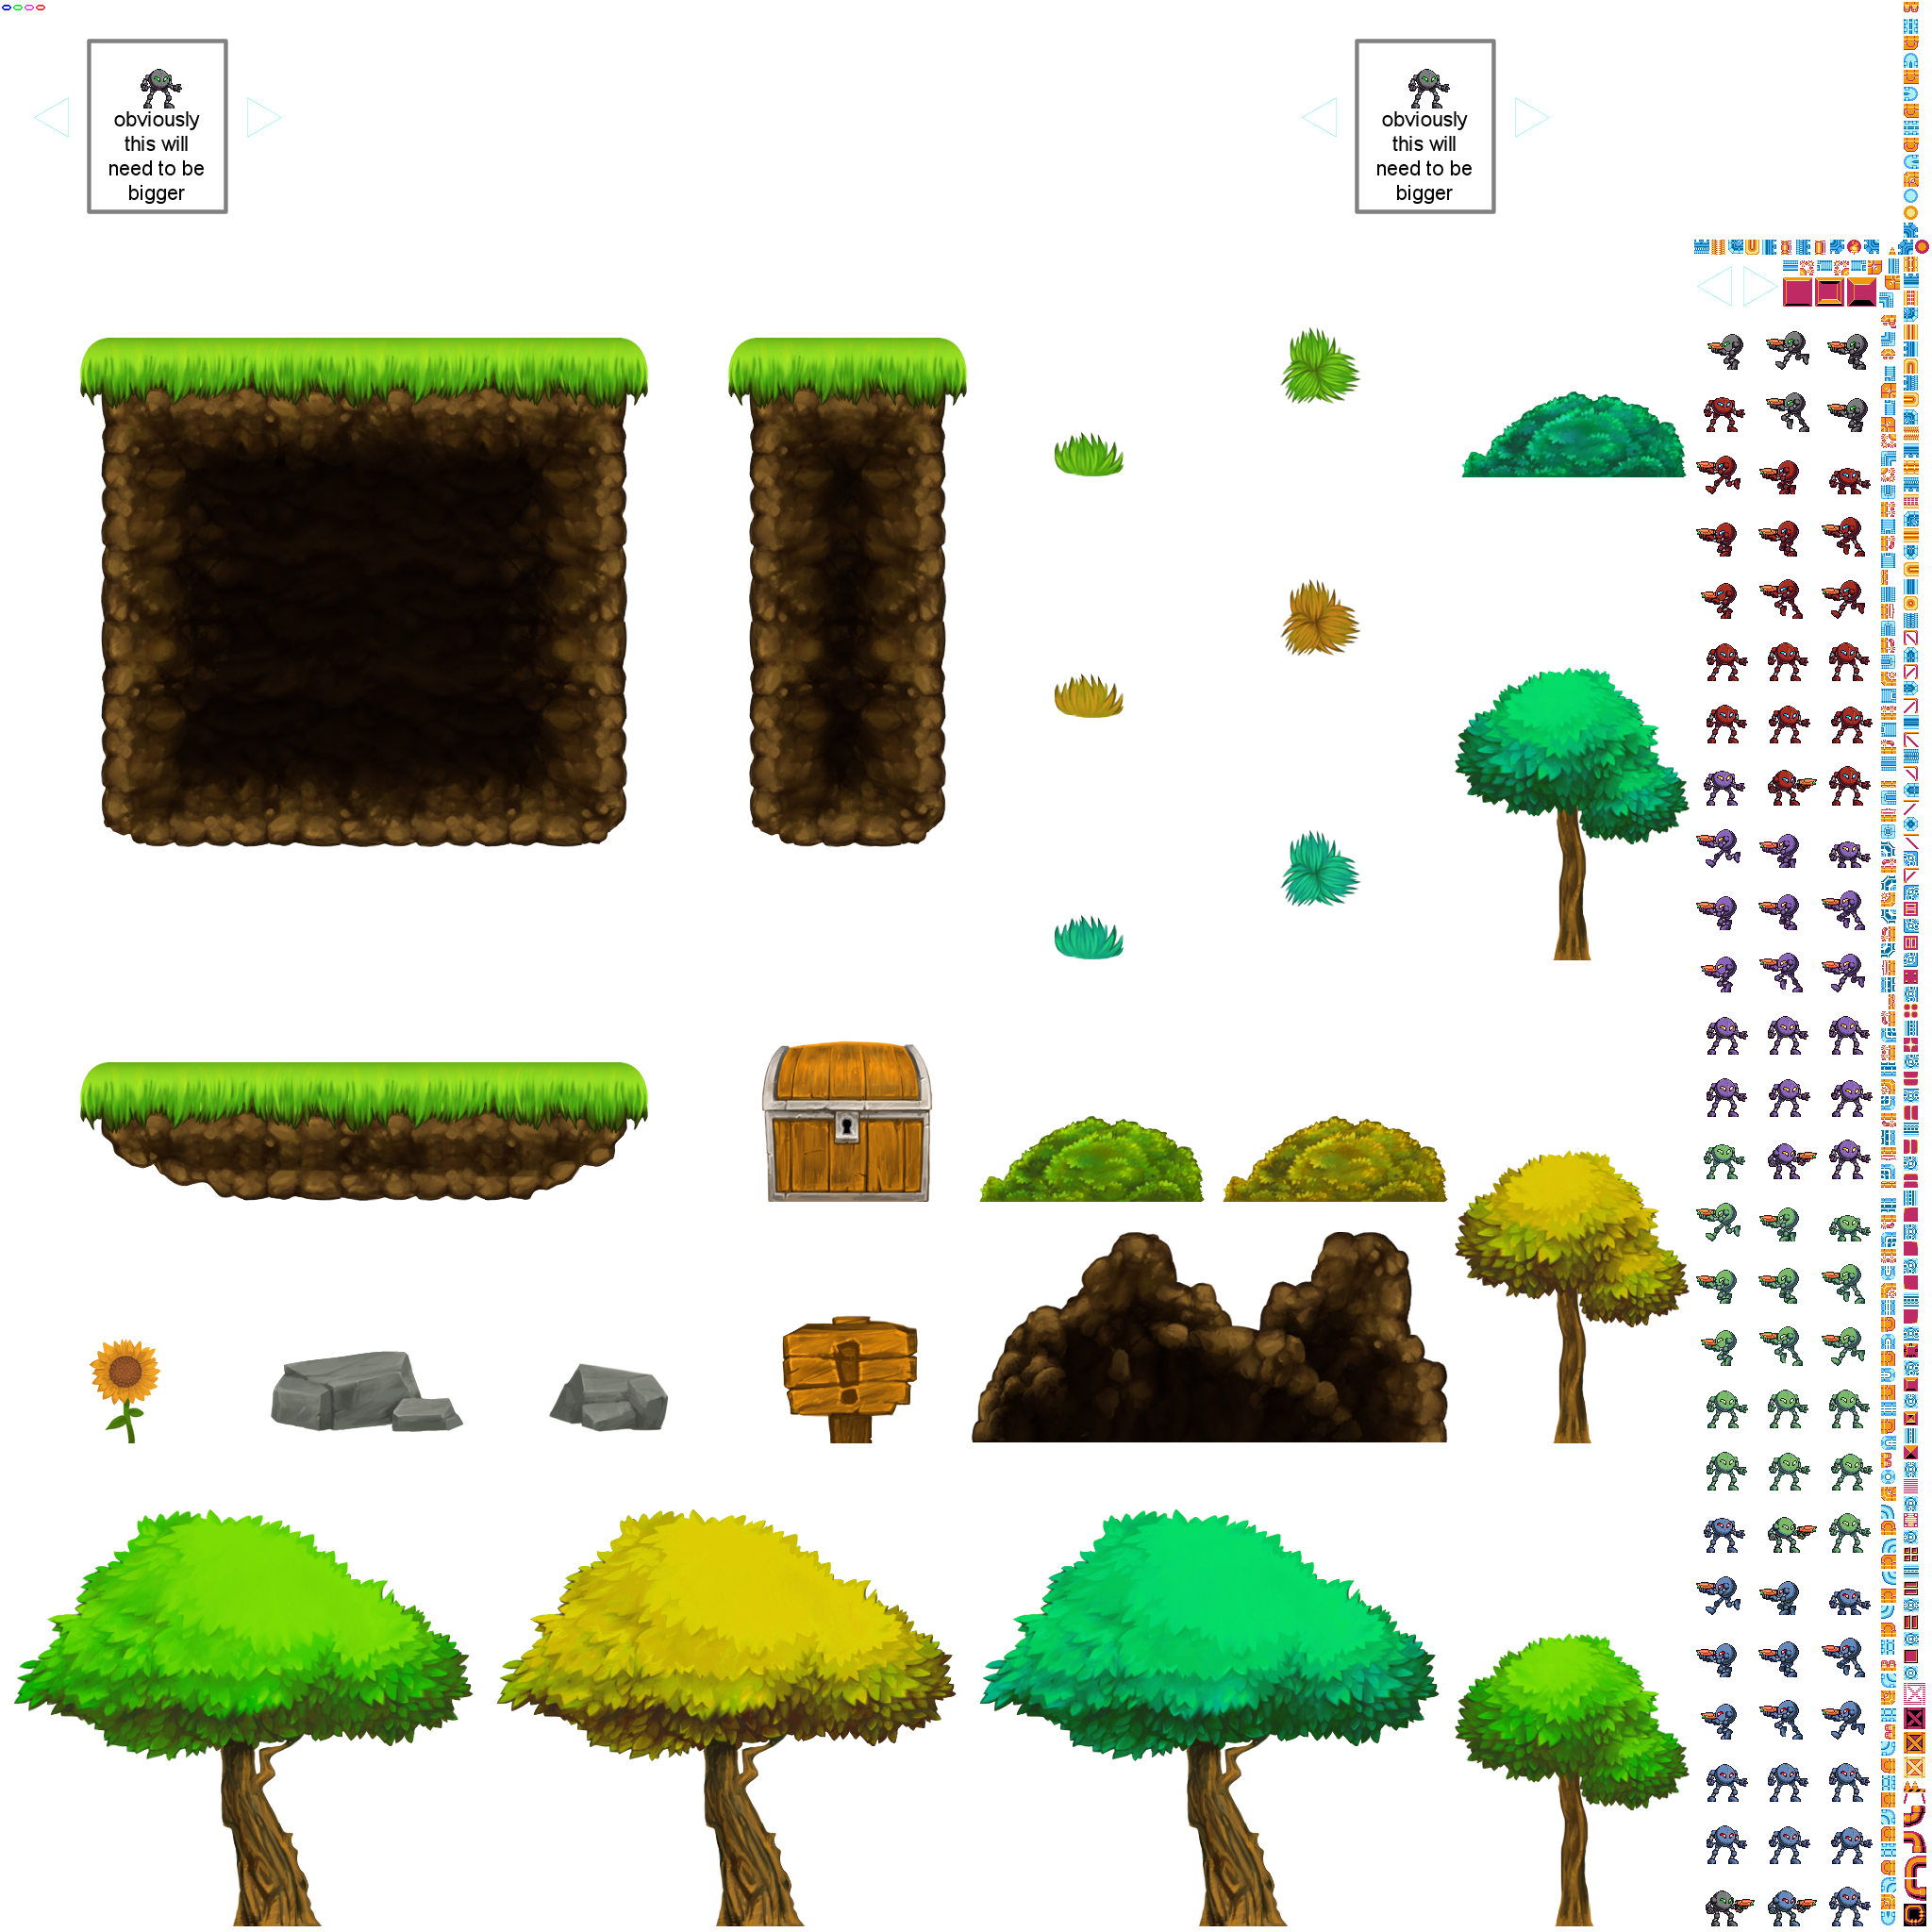 obviously
this will
need to be
bigger
obviously
this will
need to be
bigger